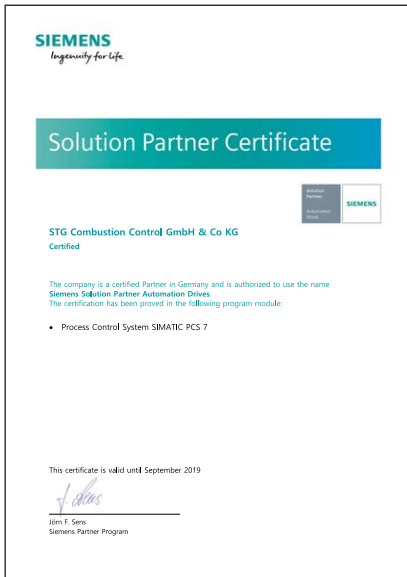 SIEMENS
Ingenuity for life
Solution Partner Certificate
Solution
Partner
Automation
Drives
SIEMENS
STG Combustion Control GmbH & Co KG
Certified
The company is a certified Partner in Germany and is authorized to use the name
Siemens Solution Partner Automation Drives.
The certification has been proved in the following program module:
• Process Control System SIMATIC PCS 7
This certificate is valid until September 2019
J. Sens
Jörn F. Sens
Siemens Partner Program